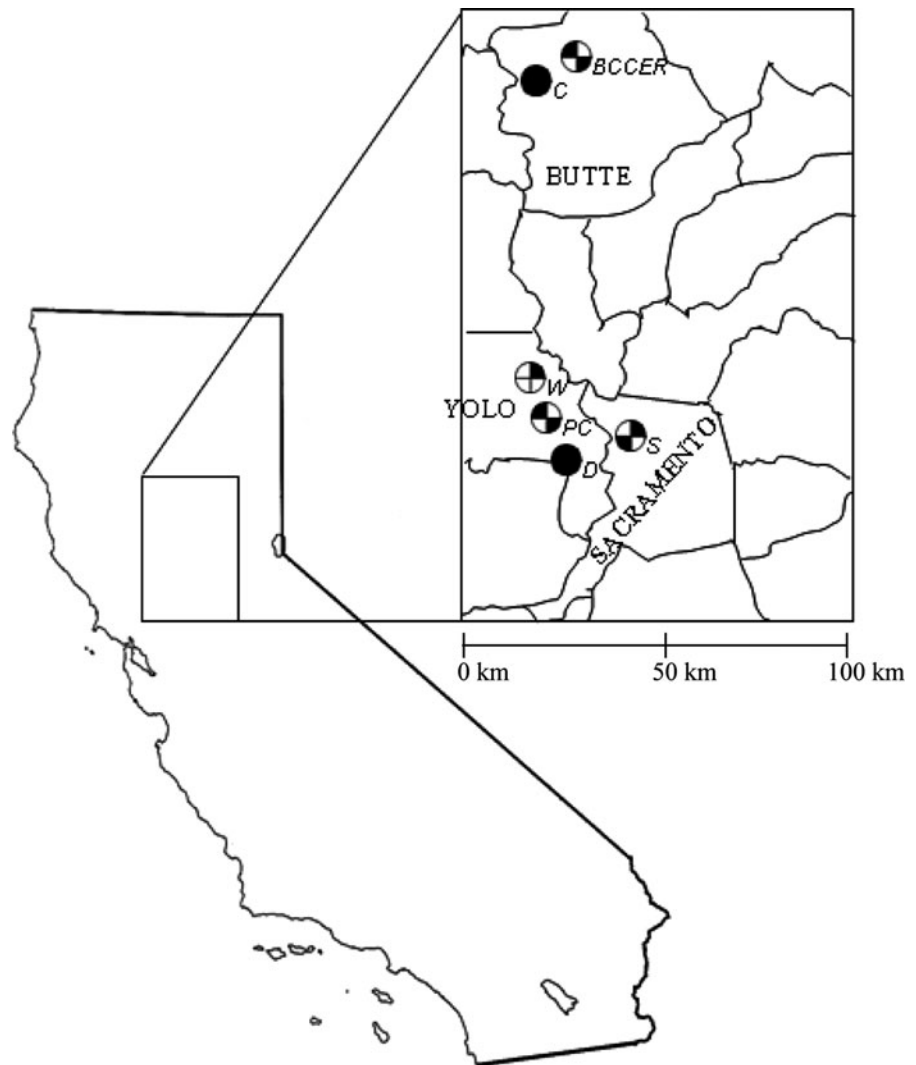 BCCER
C
BUTTE
W
YOLO
PC
S
D
SACRAMENTO
0 km
50 km
100 km